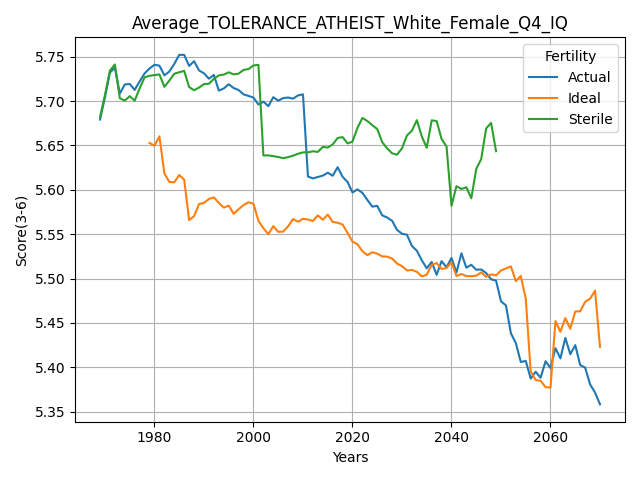 Average_TOLERANCE_ATHEIST_White_Female_Q4_IQ
Fertility
Actual
Ideal
Sterile
Score(3-6)
5.75
5.70
5.65
5.60
5.55
5.50
5.45
5.40
5.35
1980 2000 2020 2040 2060
Years